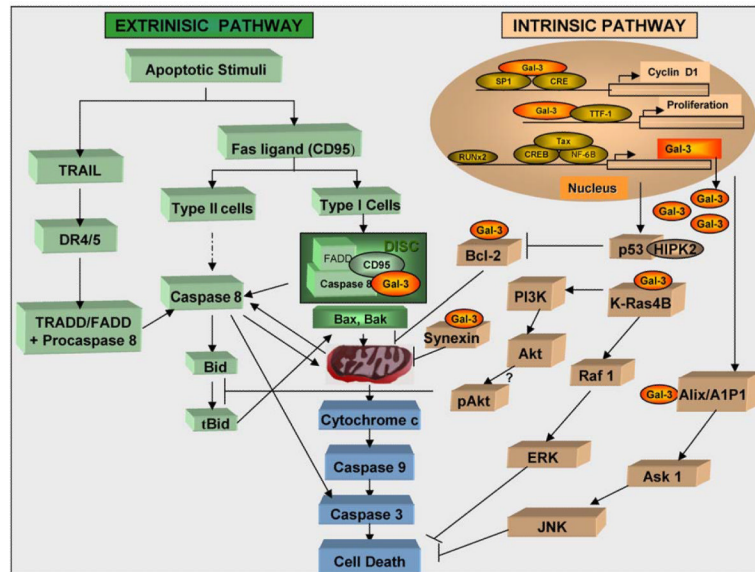 EXTRINISIC PATHWAY
INTRINSIC PATHWAY
Apoptotic Stimuli
Fas ligand (CD95)
TRAIL
Type II cells
Type I Cells
DR4/5
DISC
FADD
CD95
Caspase 8
Gal-3
Caspase 8
TRADD/FADD
+ Procaspase 8
Bax, Bak
Bid
tBid
Cytochrome c
Caspase 9
Caspase 3
Cell Death
Gal-3
SP1
CRE
Cyclin D1
Gal-3
TTF-1
Proliferation
Tax
RUNx2
CREB
NF-6B
Gal-3
Nucleus
Gal-3
Gal-3
Gal-3
Gal-3
Bcl-2
p53
HIPK2
PI3K
Gal-3
K-Ras4B
Gal-3
Synexin
Akt
?
pAkt
Raf 1
Gal-3
Alix/A1P1
ERK
Ask 1
JNK